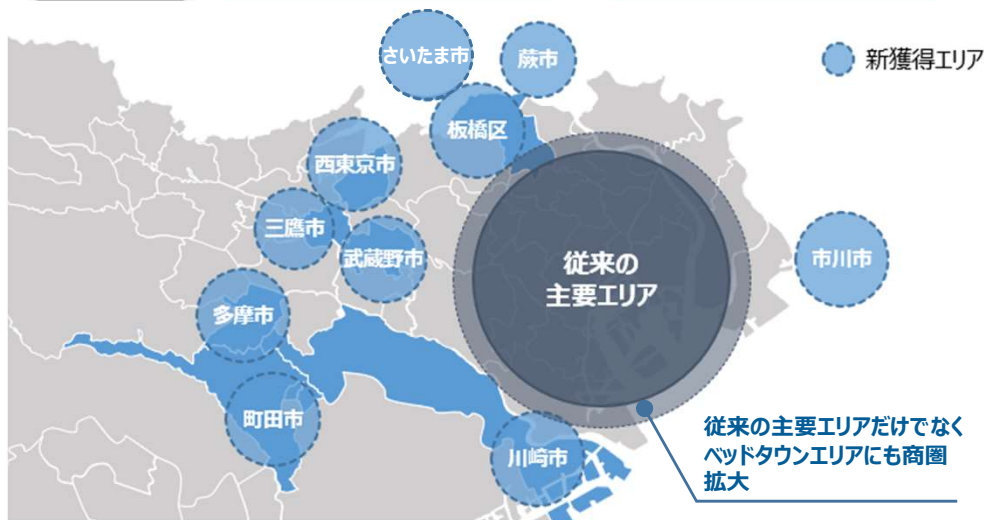 さいたま市
蕨市
新獲得エリア
板橋区
西東京市
三鷹市
武蔵野市
従来の
主要エリア
市川市
多摩市
町田市
川崎市
従来の主要エリアだけでなく
ベッドタウンエリアにも商圏
拡大